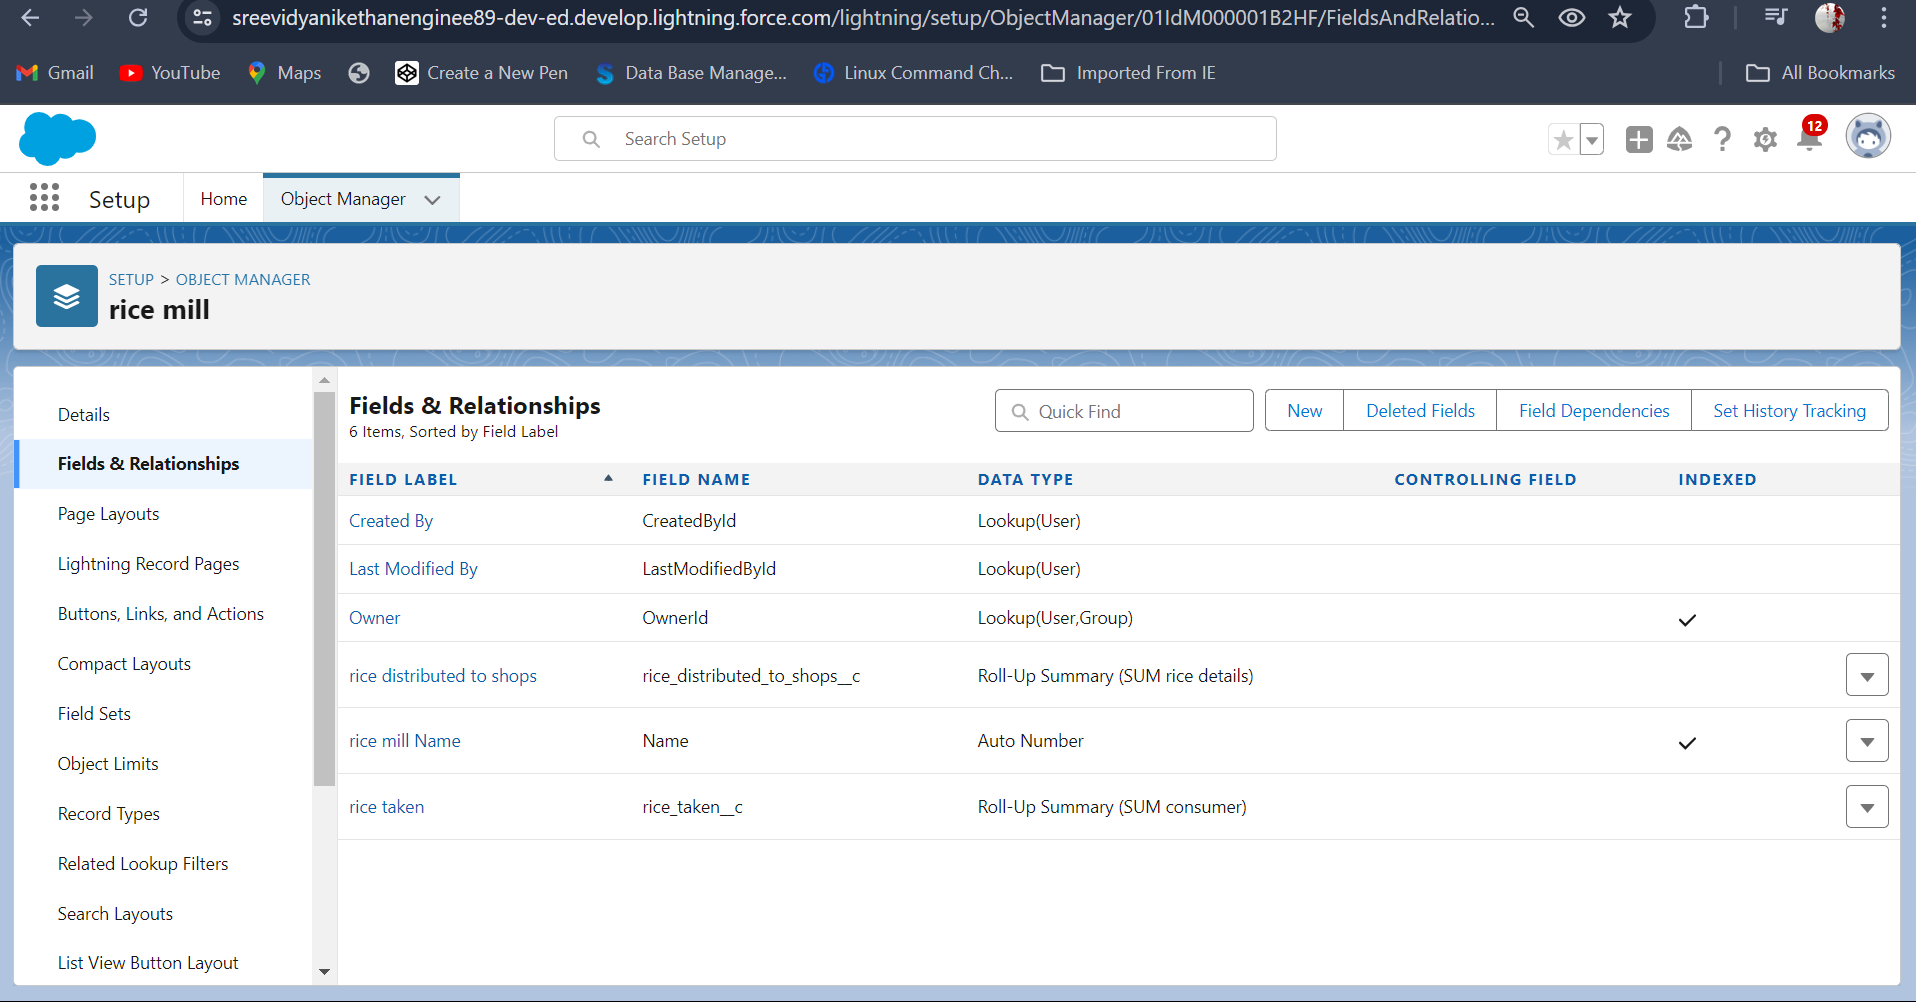 sreevidyanikethanenginee89-dev-ed.develop.lightning.force.com/lightning/setup/ObjectManager/01IdM000001B2HF/FieldsAndRelatio...
Gmail YouTube Maps Create a New Pen Data Base Manage... Linux Command Ch... Imported From IE All Bookmarks
Search Setup
12
Setup Home Object Manager
SETUP > OBJECT MANAGER
rice mill
Details
Fields & Relationships
Page Layouts
Lightning Record Pages
Buttons, Links, and Actions
Compact Layouts
Field Sets
Object Limits
Record Types
Related Lookup Filters
Search Layouts
List View Button Layout
Fields & Relationships
6 Items, Sorted by Field Label
Quick Find New Deleted Fields Field Dependencies Set History Tracking
FIELD LABEL FIELD NAME DATA TYPE CONTROLLING FIELD INDEXED
Created By CreatedById Lookup(User)
Last Modified By LastModifiedById Lookup(User)
Owner OwnerId Lookup(User,Group)
rice distributed to shops rice_distributed_to_shops__c Roll-Up Summary (SUM rice details)
rice mill Name Name Auto Number
rice taken rice_taken__c Roll-Up Summary (SUM consumer)